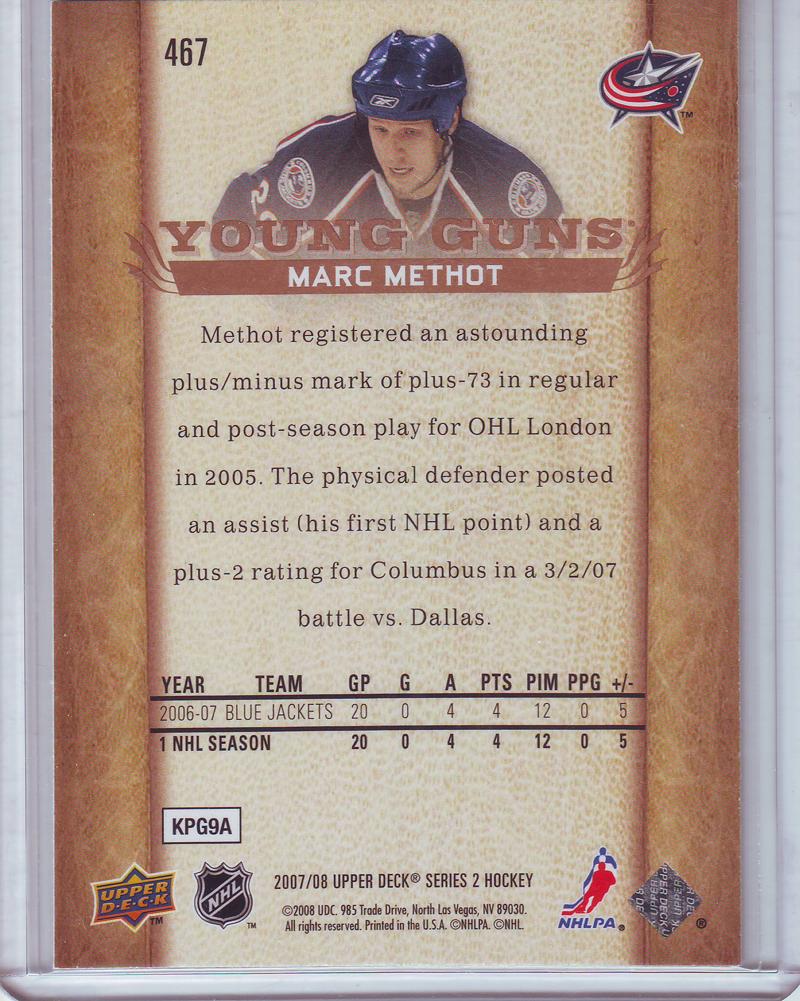 467
YOUNG GUNS
MARC METHOT
Methot registered an astounding
plus/minus mark of plus-73 in regular
and post-season play for OHL London
in 2005. The physical defender posted
an assist (his first NHL point) and a
plus-2 rating for Columbus in a 3/2/07
battle vs. Dallas.
YEAR TEAM GP G A PTS PIM PPG +/-
2006-07 BLUE JACKETS 20 0 4 4 12 0 5
1 NHL SEASON 20 0 4 4 12 0 5
KPG9A
UPPER D·E·C·K TM
NHL TM
2007/08 UPPER DECK® SERIES 2 HOCKEY
©2008 UDC. 985 Trade Drive, North Las Vegas, NV 89030.
All rights reserved. Printed in the U.S.A. ©NHLPA. ©NHL.
NHLPA®
UPPER DECK ®